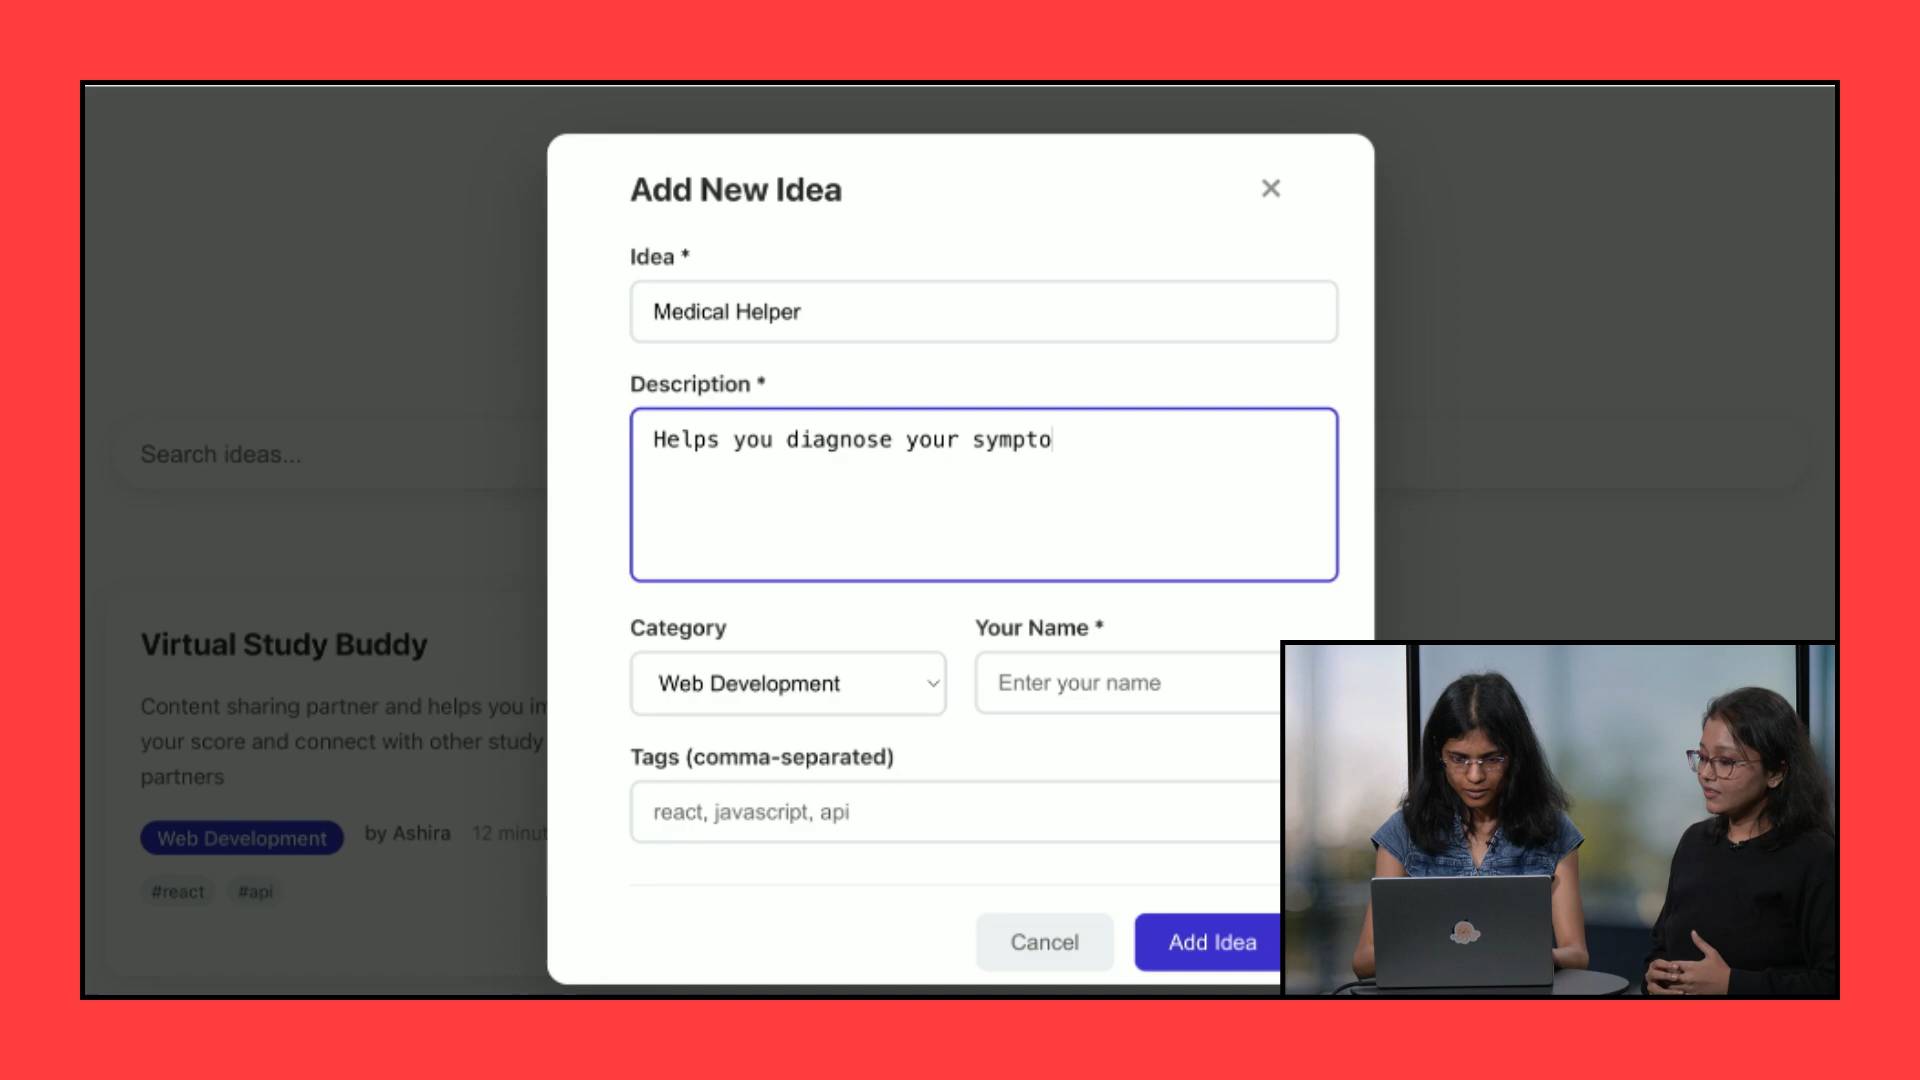 Add New Idea
Idea *
Medical Helper
Description *
Helps you diagnose your sympto
Category
Your Name *
Web Development
Enter your name
Tags (comma-separated)
react, javascript, api
Cancel
Add Idea
Search ideas...
Virtual Study Buddy
Content sharing partner and helps you
your score and connect with other study
partners
Web Development
by Ashira
12
#react
#api